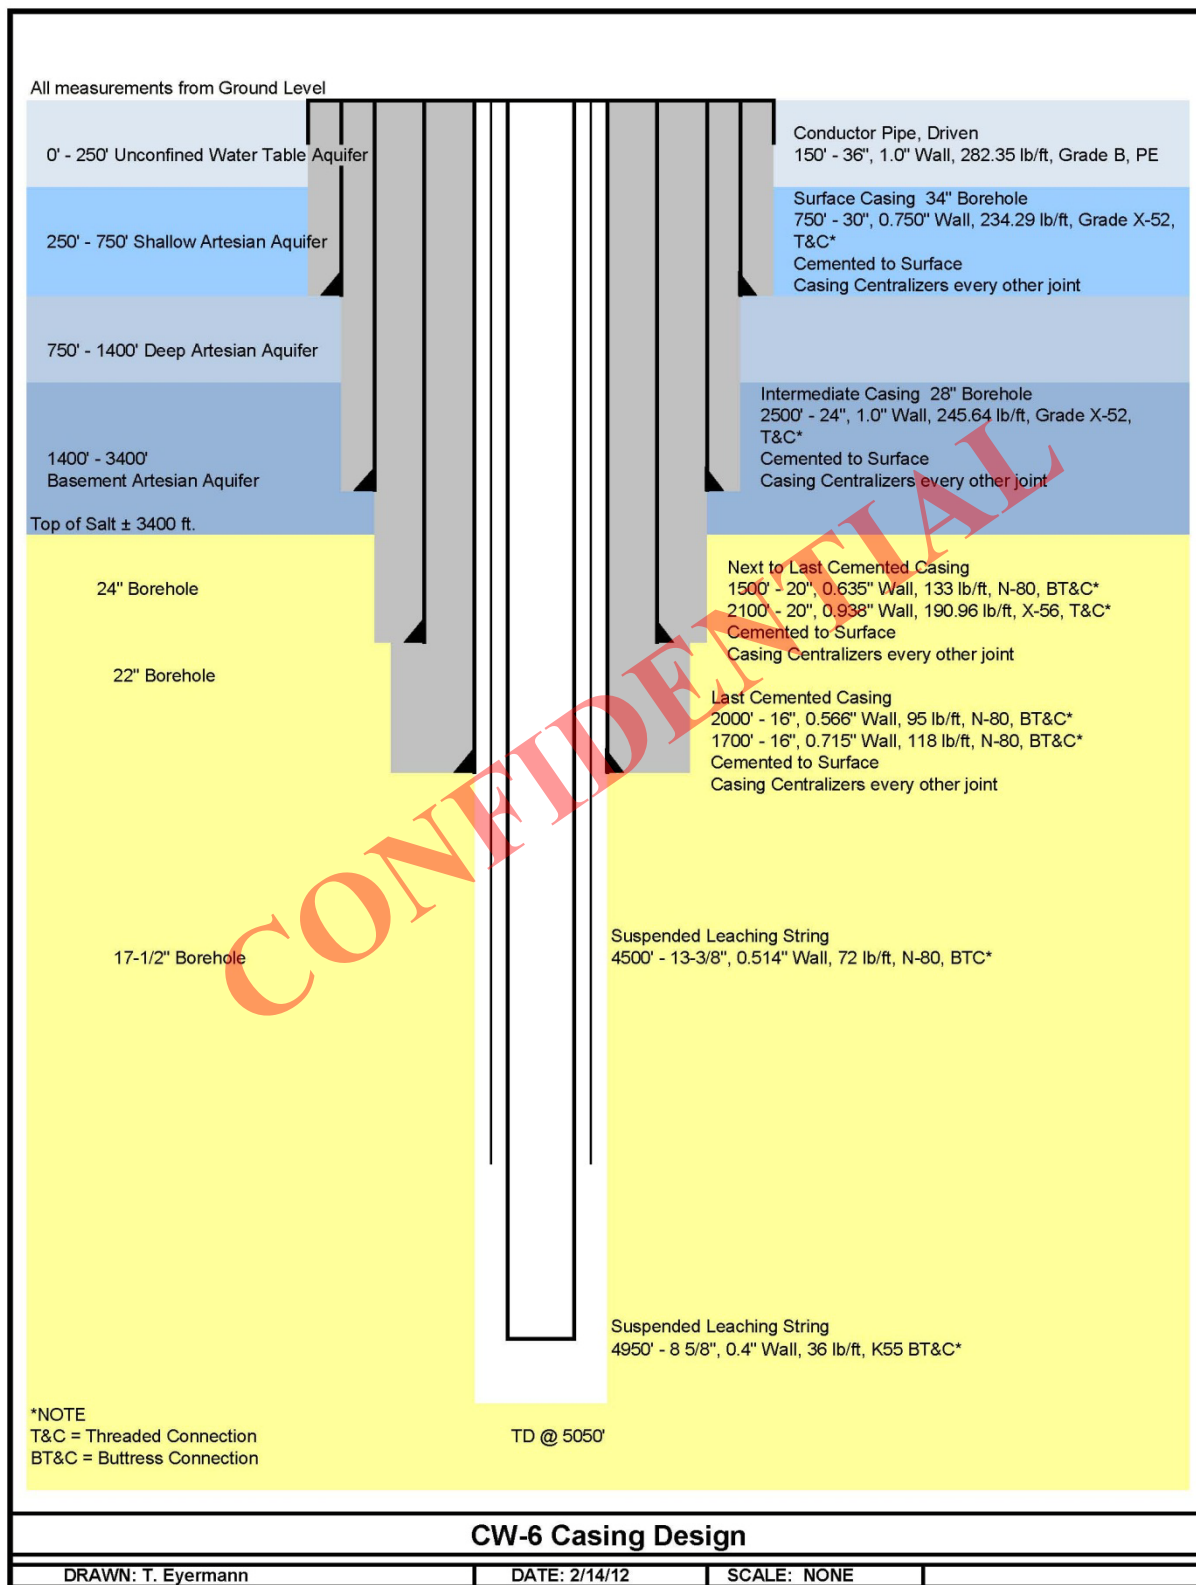 All measurements from Ground Level
0' - 250' Unconfined Water Table Aquifer
Conductor Pipe, Driven
150' - 36", 1.0" Wall, 282.35 lb/ft, Grade B, PE
250' - 750' Shallow Artesian Aquifer
Surface Casing 34" Borehole
750' - 30", 0.750" Wall, 234.29 lb/ft, Grade X-52,
T&C*
Cemented to Surface
Casing Centralizers every other joint
750' - 1400' Deep Artesian Aquifer
1400' - 3400'
Basement Artesian Aquifer
Intermediate Casing 28" Borehole
2500' - 24", 1.0" Wall, 245.64 lb/ft, Grade X-52,
T&C*
Cemented to Surface
Casing Centralizers every other joint
Top of Salt ± 3400 ft.
24" Borehole
Next to Last Cemented Casing
1500' - 20", 0.635" Wall, 133 lb/ft, N-80, BT&C*
2100' - 20", 0.938" Wall, 190.96 lb/ft, X-56, T&C*
Cemented to Surface
Casing Centralizers every other joint
22" Borehole
Last Cemented Casing
2000' - 16", 0.566" Wall, 95 lb/ft, N-80, BT&C*
1700' - 16", 0.715" Wall, 118 lb/ft, N-80, BT&C*
Cemented to Surface
Casing Centralizers every other joint
CONFIDENTIAL
17-1/2" Borehole
Suspended Leaching String
4500' - 13-3/8", 0.514" Wall, 72 lb/ft, N-80, BTC*
Suspended Leaching String
4950' - 8 5/8", 0.4" Wall, 36 lb/ft, K55 BT&C*
*NOTE
T&C = Threaded Connection
BT&C = Buttress Connection
TD @ 5050'
CW-6 Casing Design
DRAWN: T. Eyermann
DATE: 2/14/12
SCALE: NONE